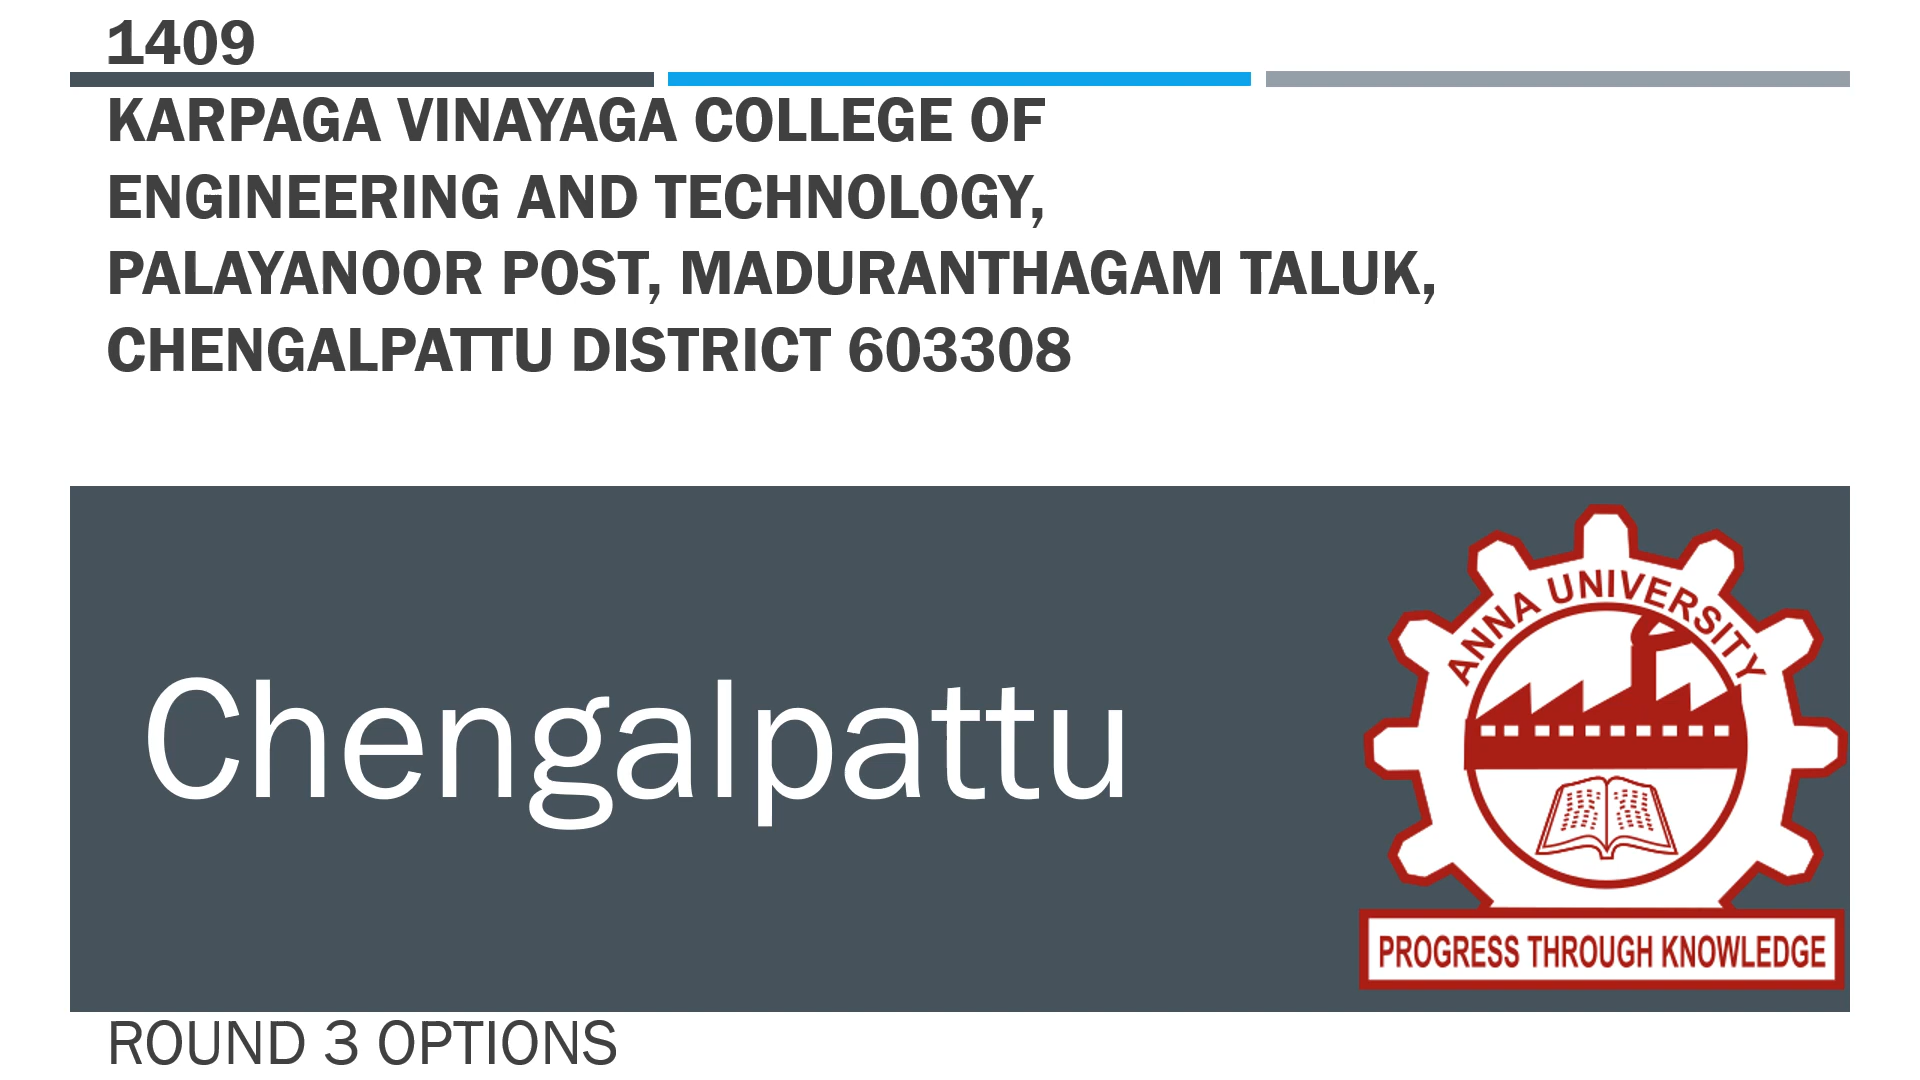 1409
KARPAGA VINAYAGA COLLEGE OF
ENGINEERING AND TECHNOLOGY,
PALAYANOOR POST, MADURANTHAGAM TALUK,
CHENGALPATTU DISTRICT 603308
Chengalpattu
ANNA UNIVERSITY
PROGRESS THROUGH KNOWLEDGE
ROUND 3 OPTIONS